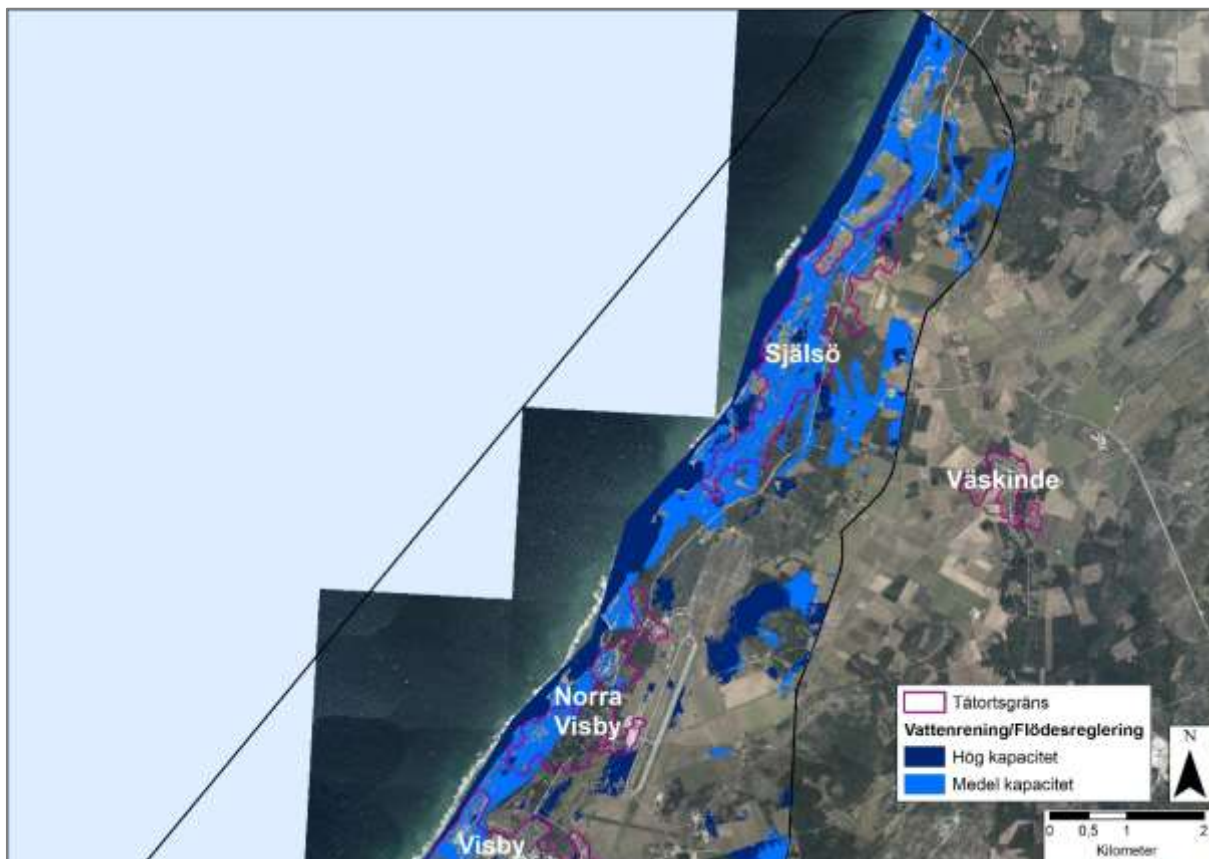 Själsö
Väskinde
Norra
Visby
Visby
Tätortsgräns
Vattenrening/Flödesreglering
Hög kapacitet
Medel kapacitet
N
0 0,5 1 2
Kilometer